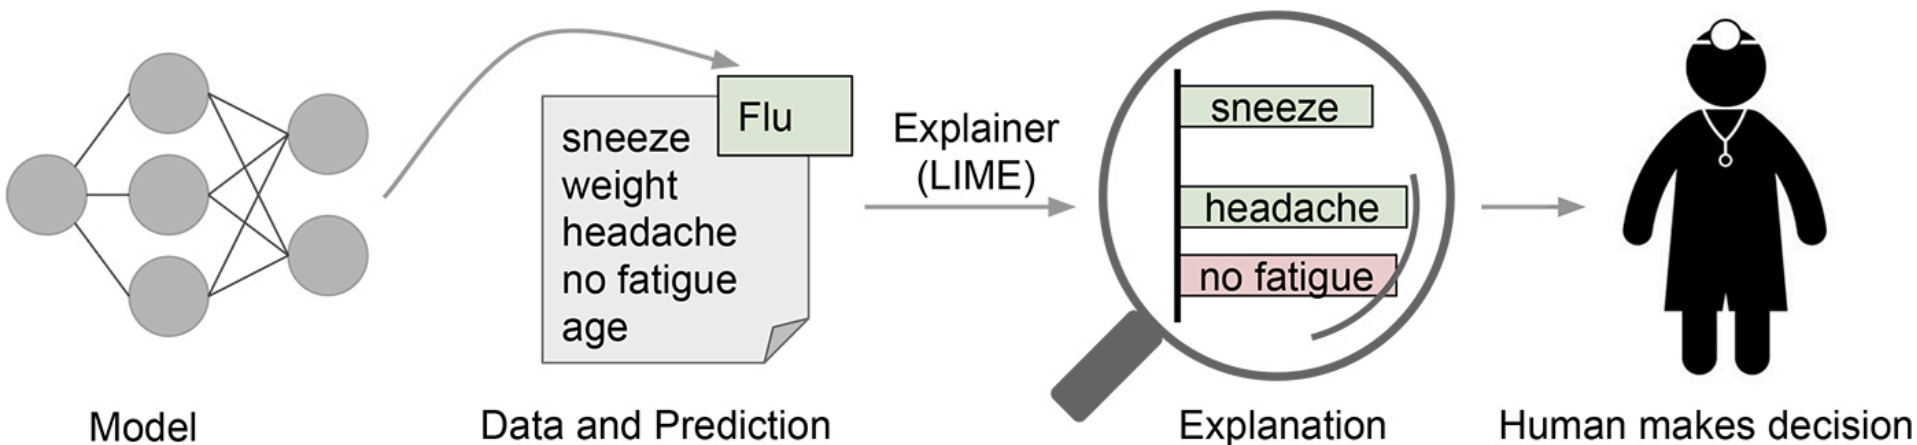 Flu
sneeze
weight
headache
no fatigue
age
Explainer
(LIME)
sneeze
headache
no fatigue
Model
Data and Prediction
Explanation
Human makes decision